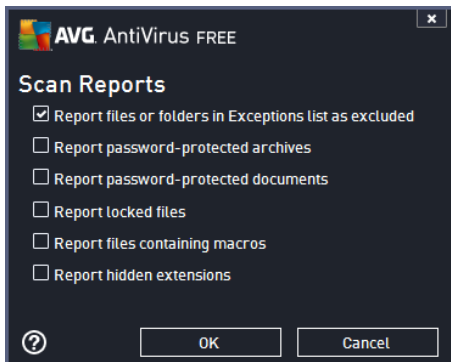 AVG. AntiVirus FREE
x
Scan Reports
Report files or folders in Exceptions list as excluded
Report password-protected archives
Report password-protected documents
Report locked files
Report files containing macros
Report hidden extensions
?
OK
Cancel